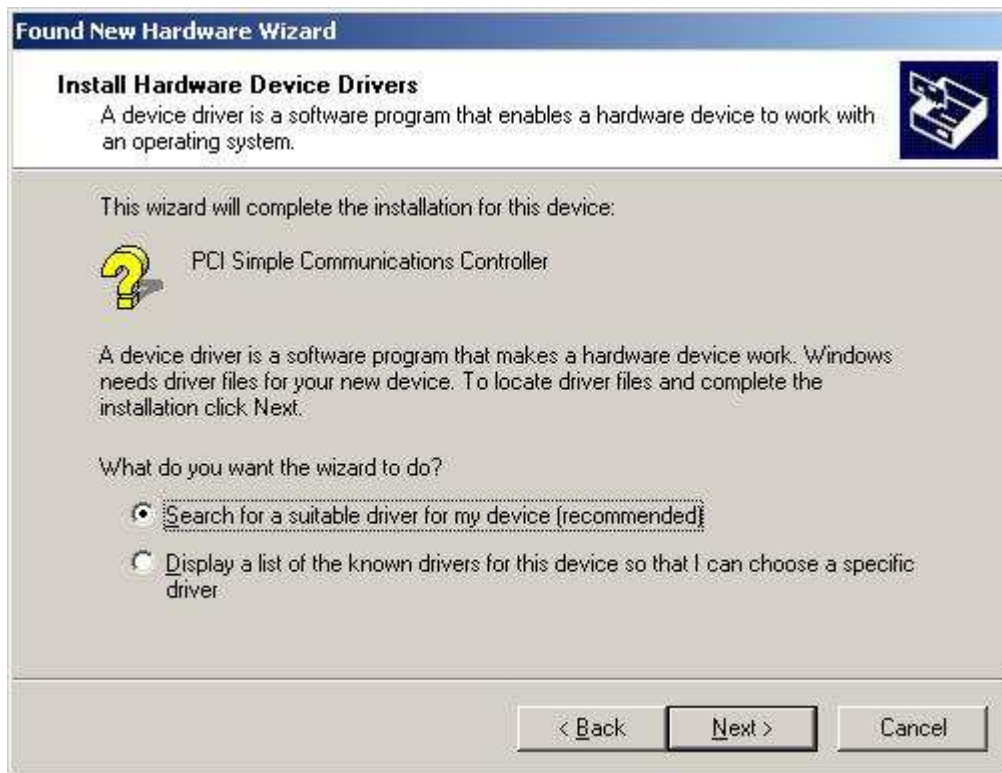 Found New Hardware Wizard
Install Hardware Device Drivers
A device driver is a software program that enables a hardware device to work with
an operating system.
This wizard will complete the installation for this device:
PCI Simple Communications Controller
A device driver is a software program that makes a hardware device work. Windows
needs driver files for your new device. To locate driver files and complete the
installation click Next.
What do you want the wizard to do?
Search for a suitable driver for my device (recommended)
Display a list of the known drivers for this device so that I can choose a specific
driver
< Back Next > Cancel